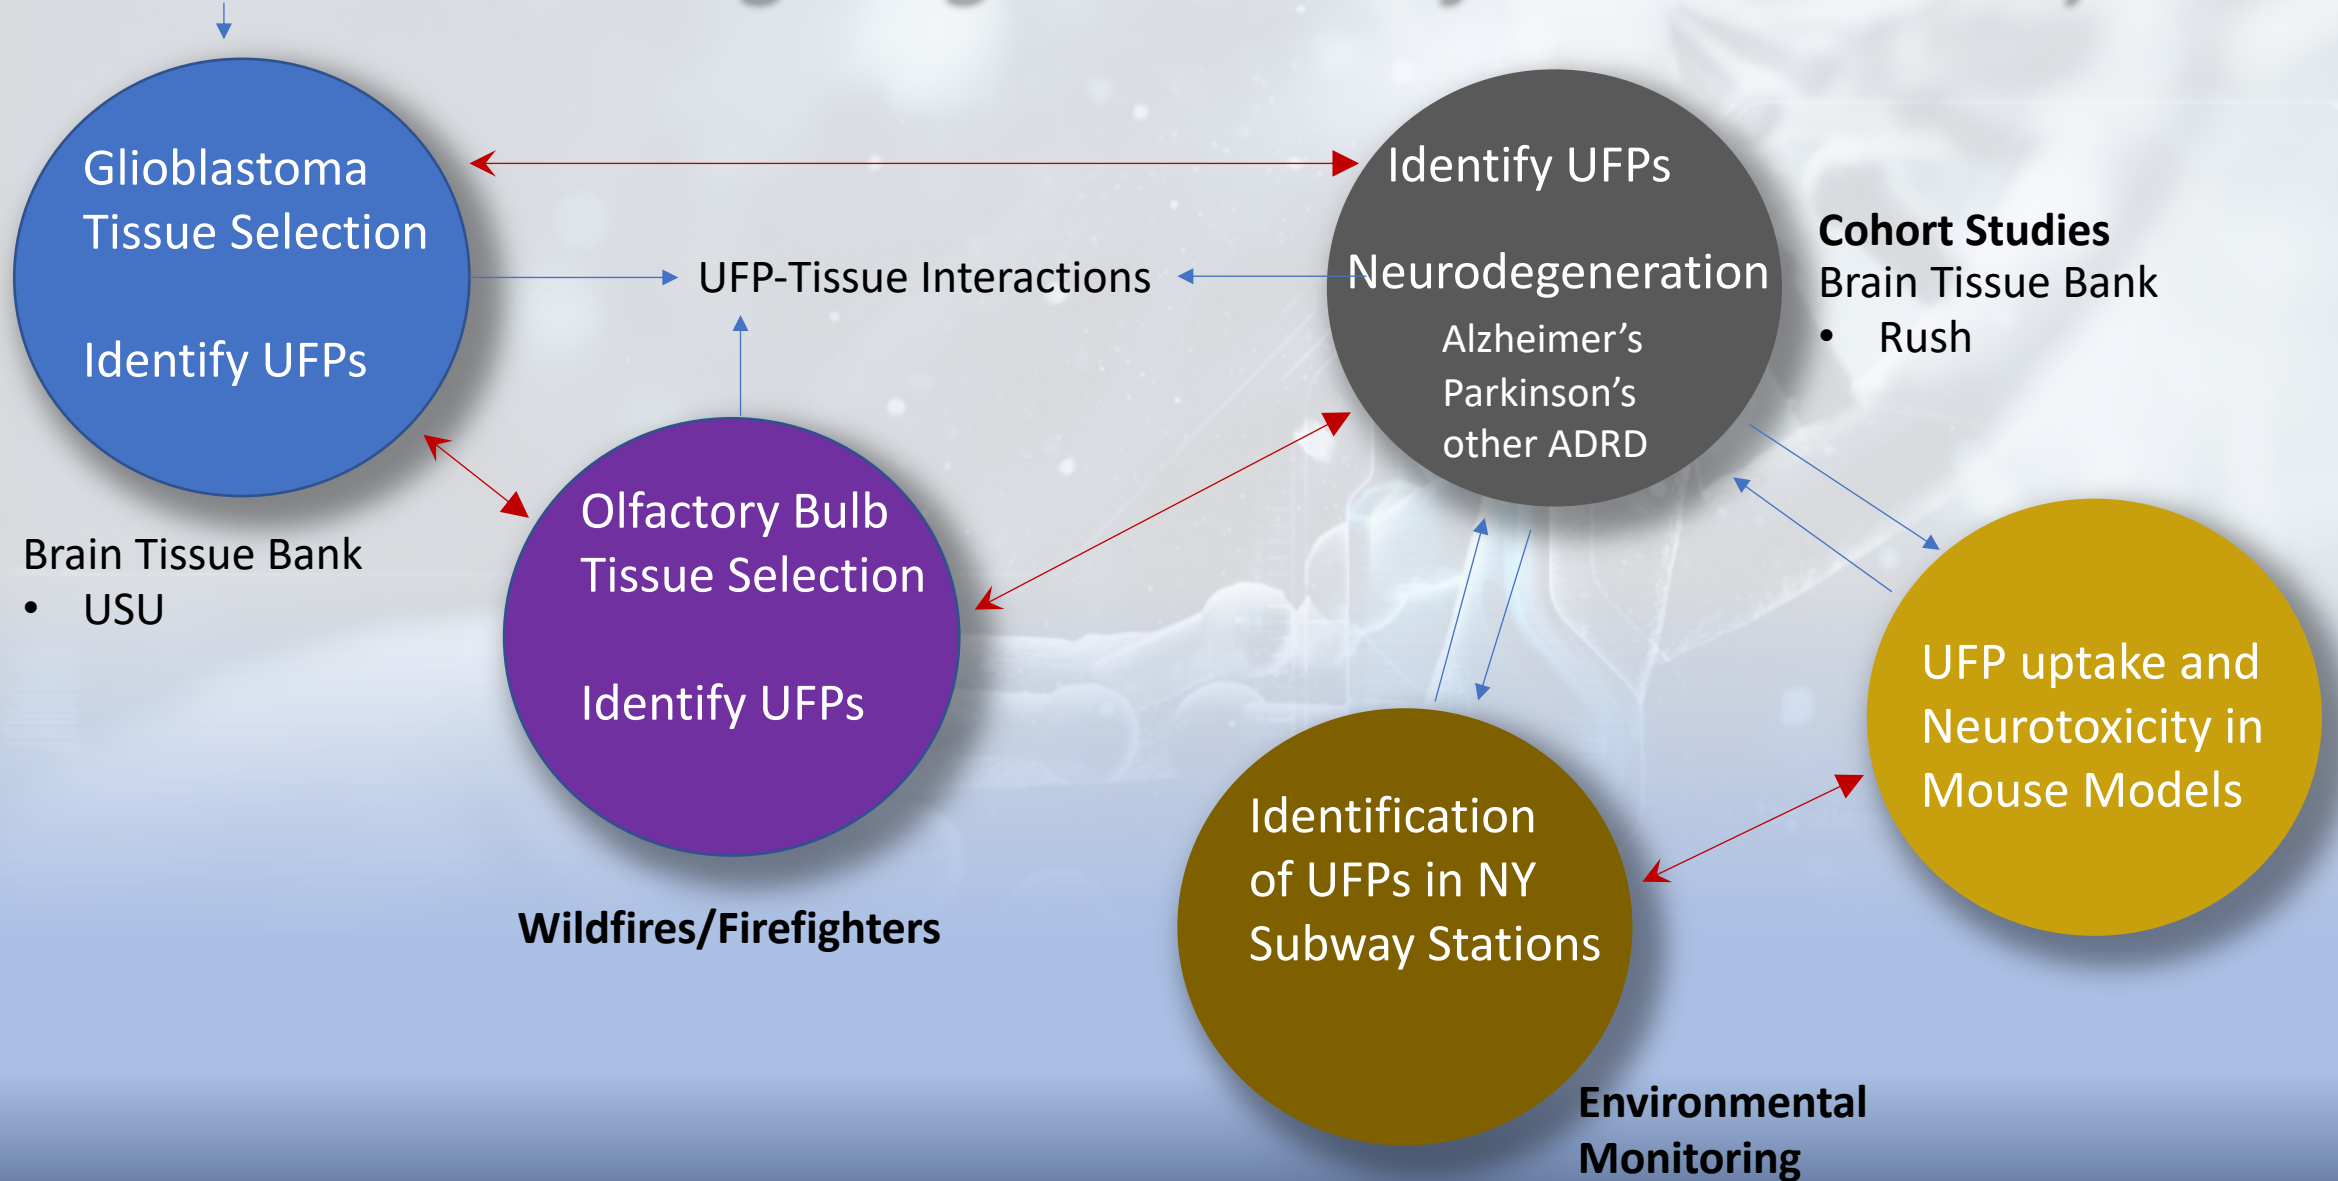 Glioblastoma
Tissue Selection
Identify UFPs
Brain Tissue Bank
• USU
UFP-Tissue Interactions
Olfactory Bulb
Tissue Selection
Identify UFPs
Wildfires/Firefighters
Identify UFPs
Neurodegeneration
Alzheimer’s
Parkinson’s
other ADRD
Cohort Studies
Brain Tissue Bank
• Rush
Identification
of UFPs in NY
Subway Stations
Environmental
Monitoring
UFP uptake and
Neurotoxicity in
Mouse Models